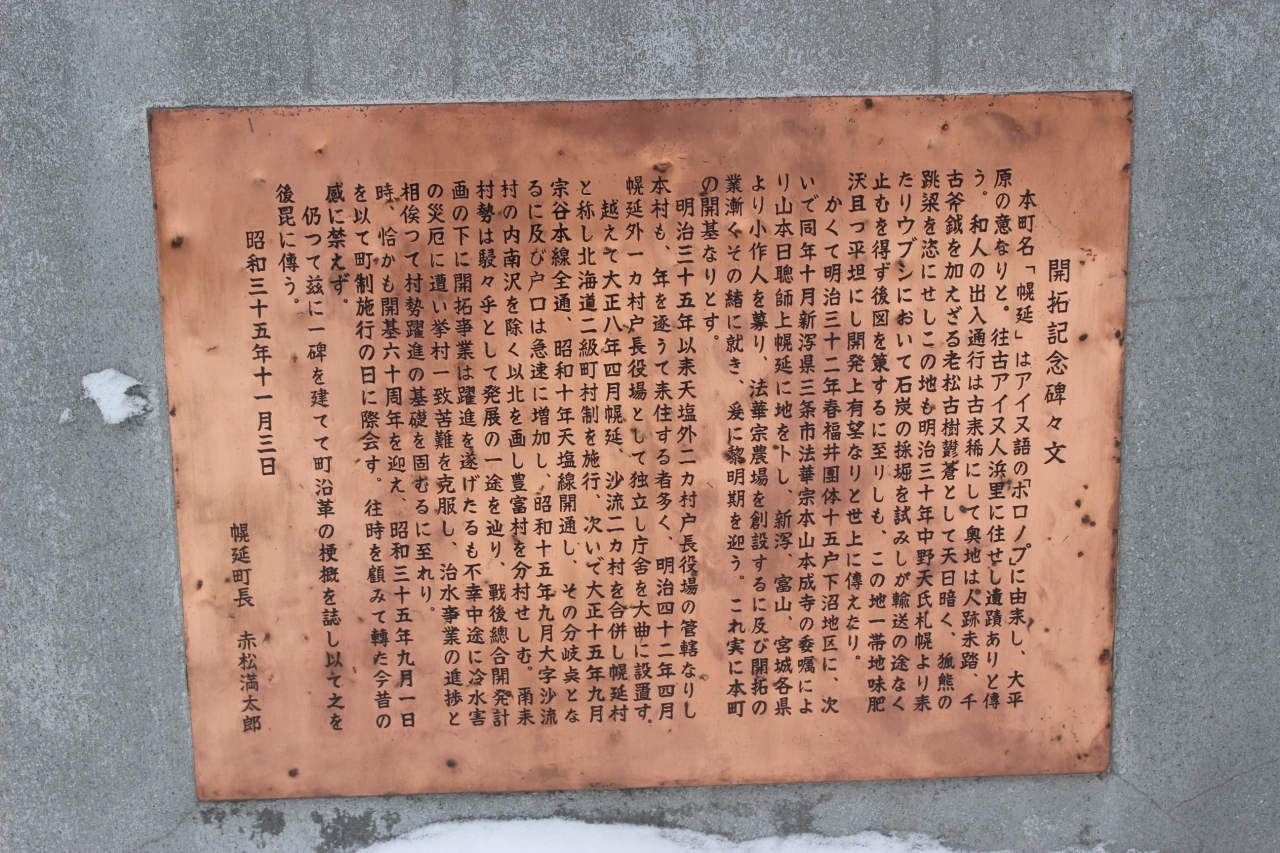 開拓記念碑々文
本町名「幌延」はアイヌ語の「ポロノプ」に由来し、大平
原の意なりと。往古アイヌ人浜里に住せし遺蹟ありと傳
う。和人の出入通行は古来稀にして奥地は人跡未踏、千
古斧鉞を加えざる老松古樹鬱蒼として天日暗く、狐熊の
跳梁を恣にせしこの地も明治三十年中野天氏札幌より来
たりウブシにおいて石炭の採堀を試みしが輸送の途なく
止むを得ず後図を策するに至りしも、この地一帯地味肥
沃且つ平坦にし開発上有望なりと世上に傳えたり。
かくて明治三十二年春福井團体十五戸下沼地区に、次
いで同年十月新潟県三条市法華宗本山本成寺の委嘱によ
り山本日聰師上幌延に地を卜し、新潟、富山、宮城各県
より小作人を募り、法華宗農場を創設するに及び開拓の
業漸くその緒に就き、爰に黎明期を迎う。これ実に本町
の開基なりとす。
明治三十五年以来天塩外二カ村戸長役場の管轄なりし
本村も、年を逐うて来住する者多く、明治四十二年四月
幌延外一カ村戸長役場として独立し庁舎を大曲に設置す。
越えて大正八年四月幌延、沙流二カ村を合併し幌延村
と称し北海道二級町村制を施行、次いで大正十五年九月
宗谷本線全通、昭和十年天塩線開通し、その分岐点とな
るに及び戸口は急速に増加し、昭和十五年九月大字沙流
村の内南沢を除く以北を画し豊富村を分村せしむ。爾来
村勢は駸々乎として発展の一途を辿り、戦後總合開発計
画の下に開拓事業は躍進を遂げたるも不幸中途に冷水害
の災厄に遭い挙村一致苦難を克服し、治水事業の進捗と
相俟つて村勢躍進の基礎を固むるに至れり。
時、恰かも開基六十周年を迎え、昭和三十五年九月一日
を以て町制施行の日に際会す。往時を顧みて轉た今昔の
感に禁えず。
仍つて茲に一碑を建てて町沿革の梗概を誌し以て之を
後毘に傳う。
昭和三十五年十一月三日
幌延町長 赤松満太郎